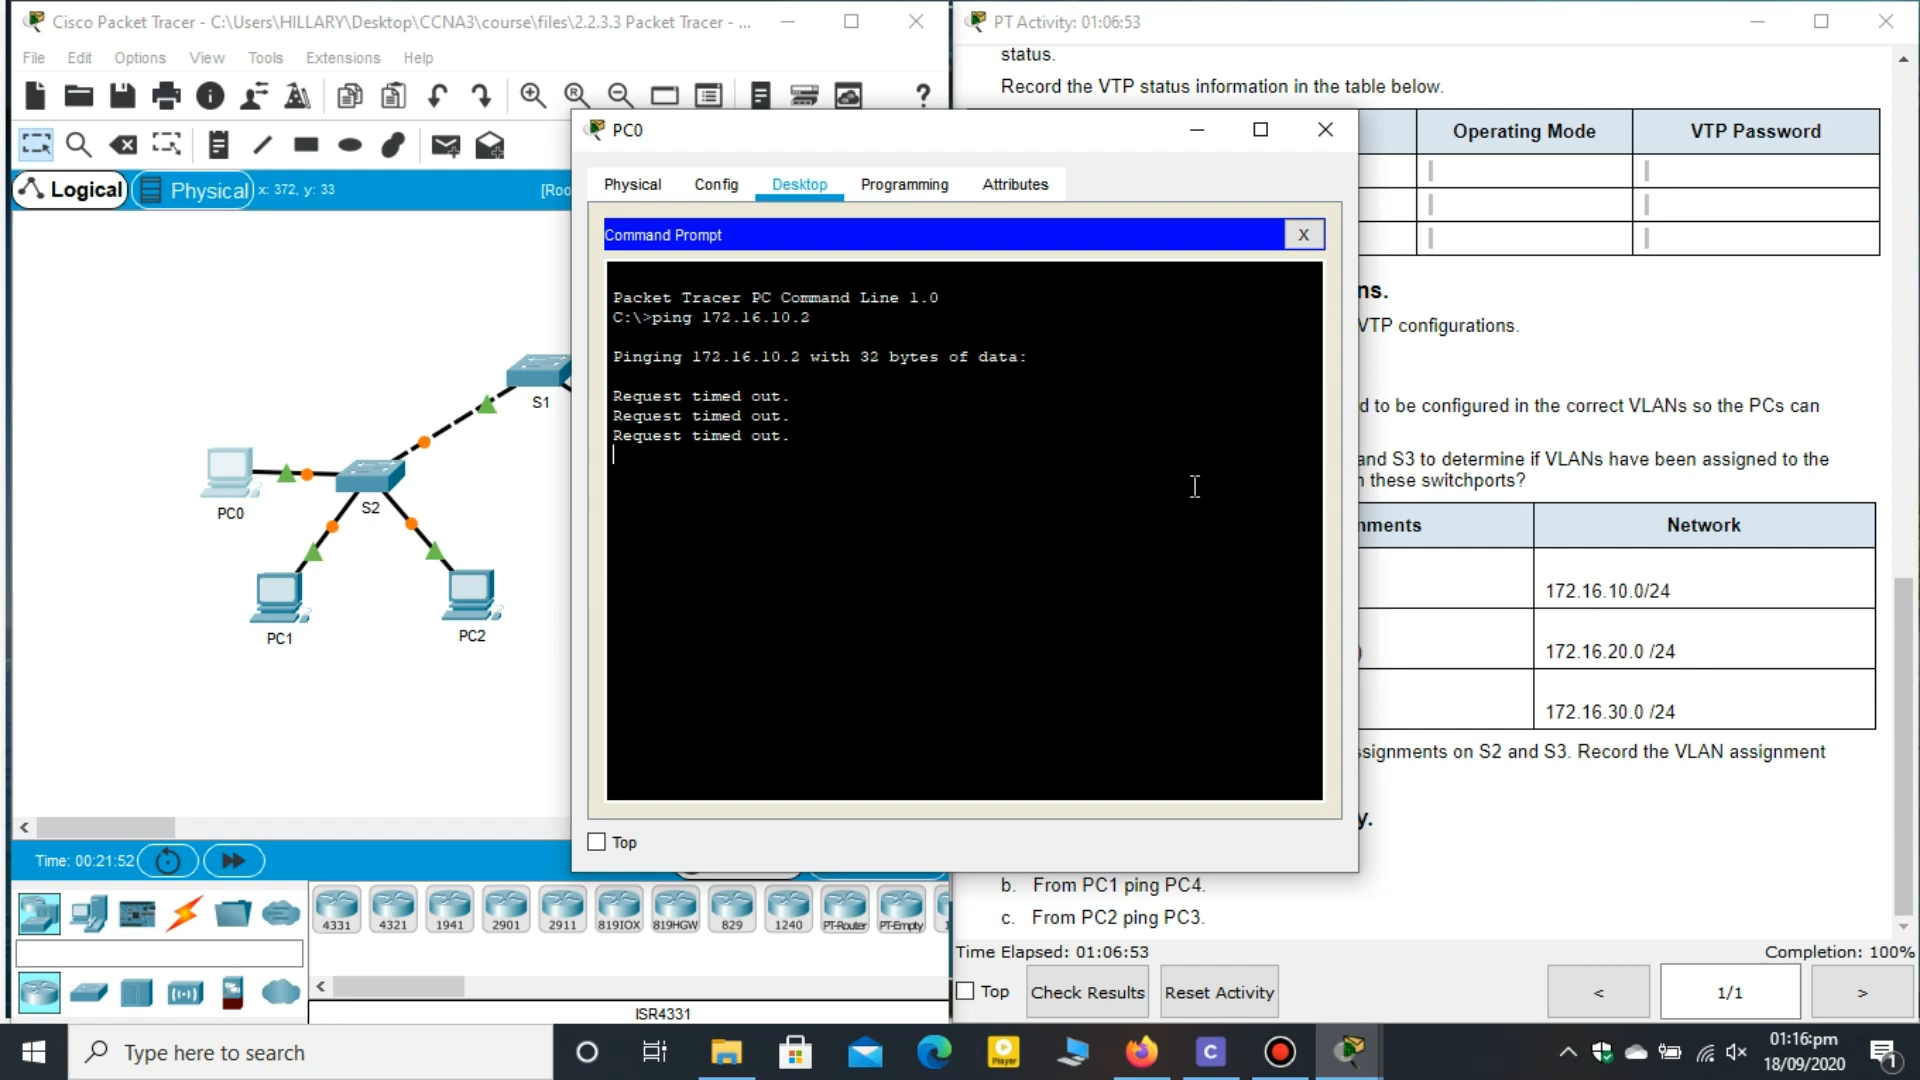 Cisco Packet Tracer - C:\Users\HILLARY\Desktop\CCNA3\course\files\2.2.3.3 Packet Tracer - ...
File Edit Options View Tools Extensions Help
Logical
Physical
x: 372, y: 33
[Roo
S1
PC0
S2
PC1
PC2
Time: 00:21:52
4331 4321 1941 2901 2911 819IOX 819HGW 829 1240 PT-Router PT-Empty
ISR4331
PC0
Physical Config Desktop Programming Attributes
Command Prompt
X
Packet Tracer PC Command Line 1.0
C:\>ping 172.16.10.2
Pinging 172.16.10.2 with 32 bytes of data:
Request timed out.
Request timed out.
Request timed out.
Top
PT Activity: 01:06:53
status.
Record the VTP status information in the table below.
Operating Mode VTP Password
ns.
VTP configurations.
d to be configured in the correct VLANs so the PCs can
and S3 to determine if VLANs have been assigned to the
n these switchports?
nments Network
172.16.10.0/24
) 172.16.20.0 /24
172.16.30.0 /24
ssignments on S2 and S3. Record the VLAN assignment
y.
b. From PC1 ping PC4.
c. From PC2 ping PC3.
Time Elapsed: 01:06:53
Completion: 100%
Top
Check Results
Reset Activity
<
1/1
>
Type here to search
Player
C
01:16:pm
18/09/2020
1